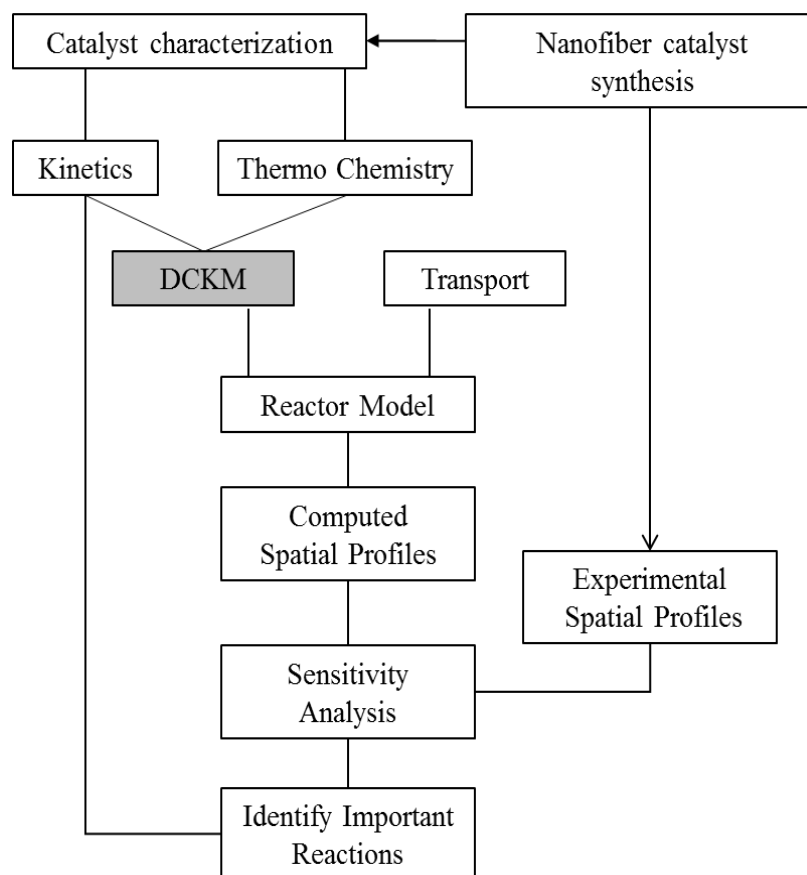 Catalyst characterization
Nanofiber catalyst
synthesis
Kinetics
Thermo Chemistry
DCKM
Transport
Reactor Model
Computed
Spatial Profiles
Experimental
Spatial Profiles
Sensitivity
Analysis
Identify Important
Reactions